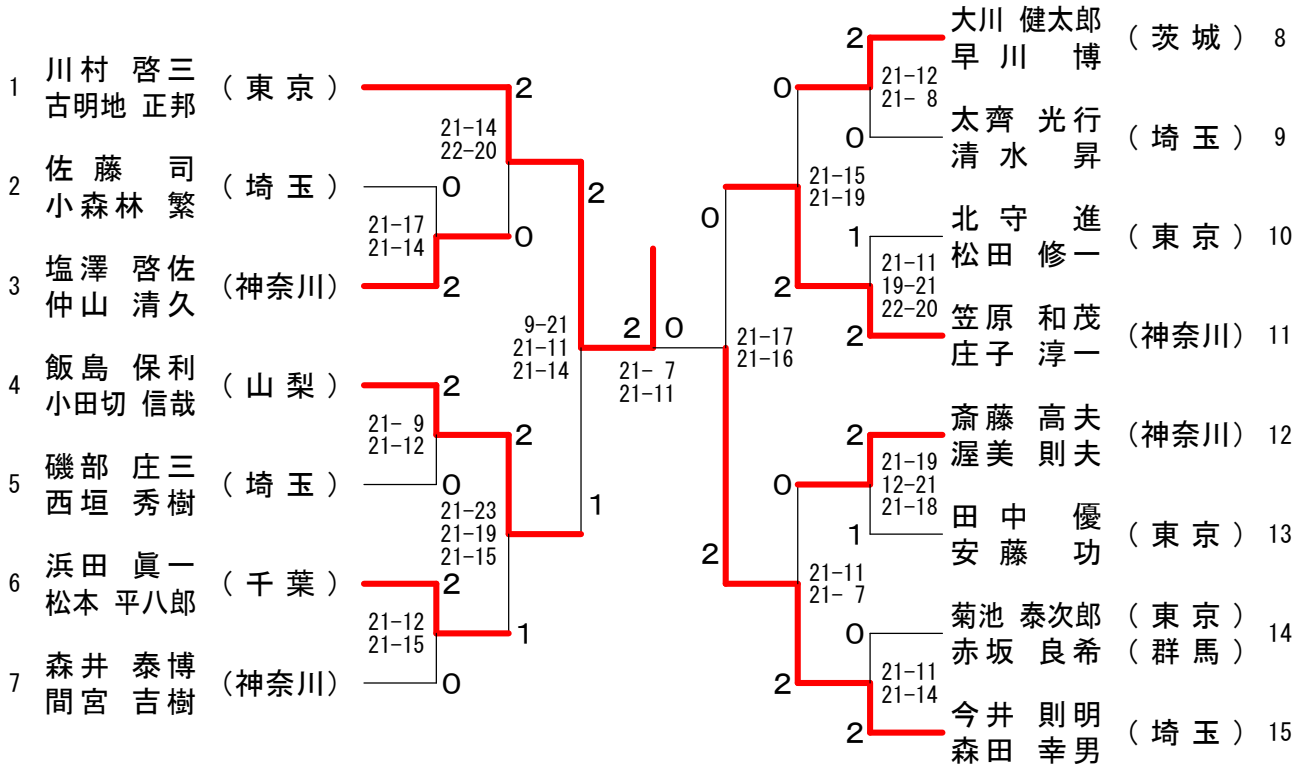 1 川村 啓三 (東京)
古明地 正邦
2
21-14
22-20
2 佐藤 司 (埼玉)
小森林 繁
0
21-17
21-14
0
3 塩澤 啓佐 (神奈川)
仲山 清久
2
2
9-21
21-11
21-14
4 飯島 保利 (山梨)
小田切 信哉
2
21- 9
21-12
2
5 磯部 庄三 (埼玉)
西垣 秀樹
0
21-23
21-19
21-15
1
6 浜田 眞一 (千葉)
松本 平八郎
2
21-12
21-15
1
7 森井 泰博 (神奈川)
間宮 吉樹
0
2 0
21- 7
21-11
大川 健太郎 (茨城) 8
早川 博
2
21-12
21- 8
0
太齊 光行 (埼玉) 9
清水 昇
0
21-15
21-19
0
北守 進 (東京) 10
松田 修一
1
21-11
19-21
22-20
2
笠原 和茂 (神奈川) 11
庄子 淳一
2
21-17
21-16
斎藤 高夫 (神奈川) 12
渥美 則夫
2
21-19
12-21
21-18
0
田中 優 (東京) 13
安藤 功
1
2
21-11
21- 7
菊池 泰次郎 (東京) 14
赤坂 良希 (群馬)
0
21-11
21-14
2
今井 則明 (埼玉) 15
森田 幸男
2